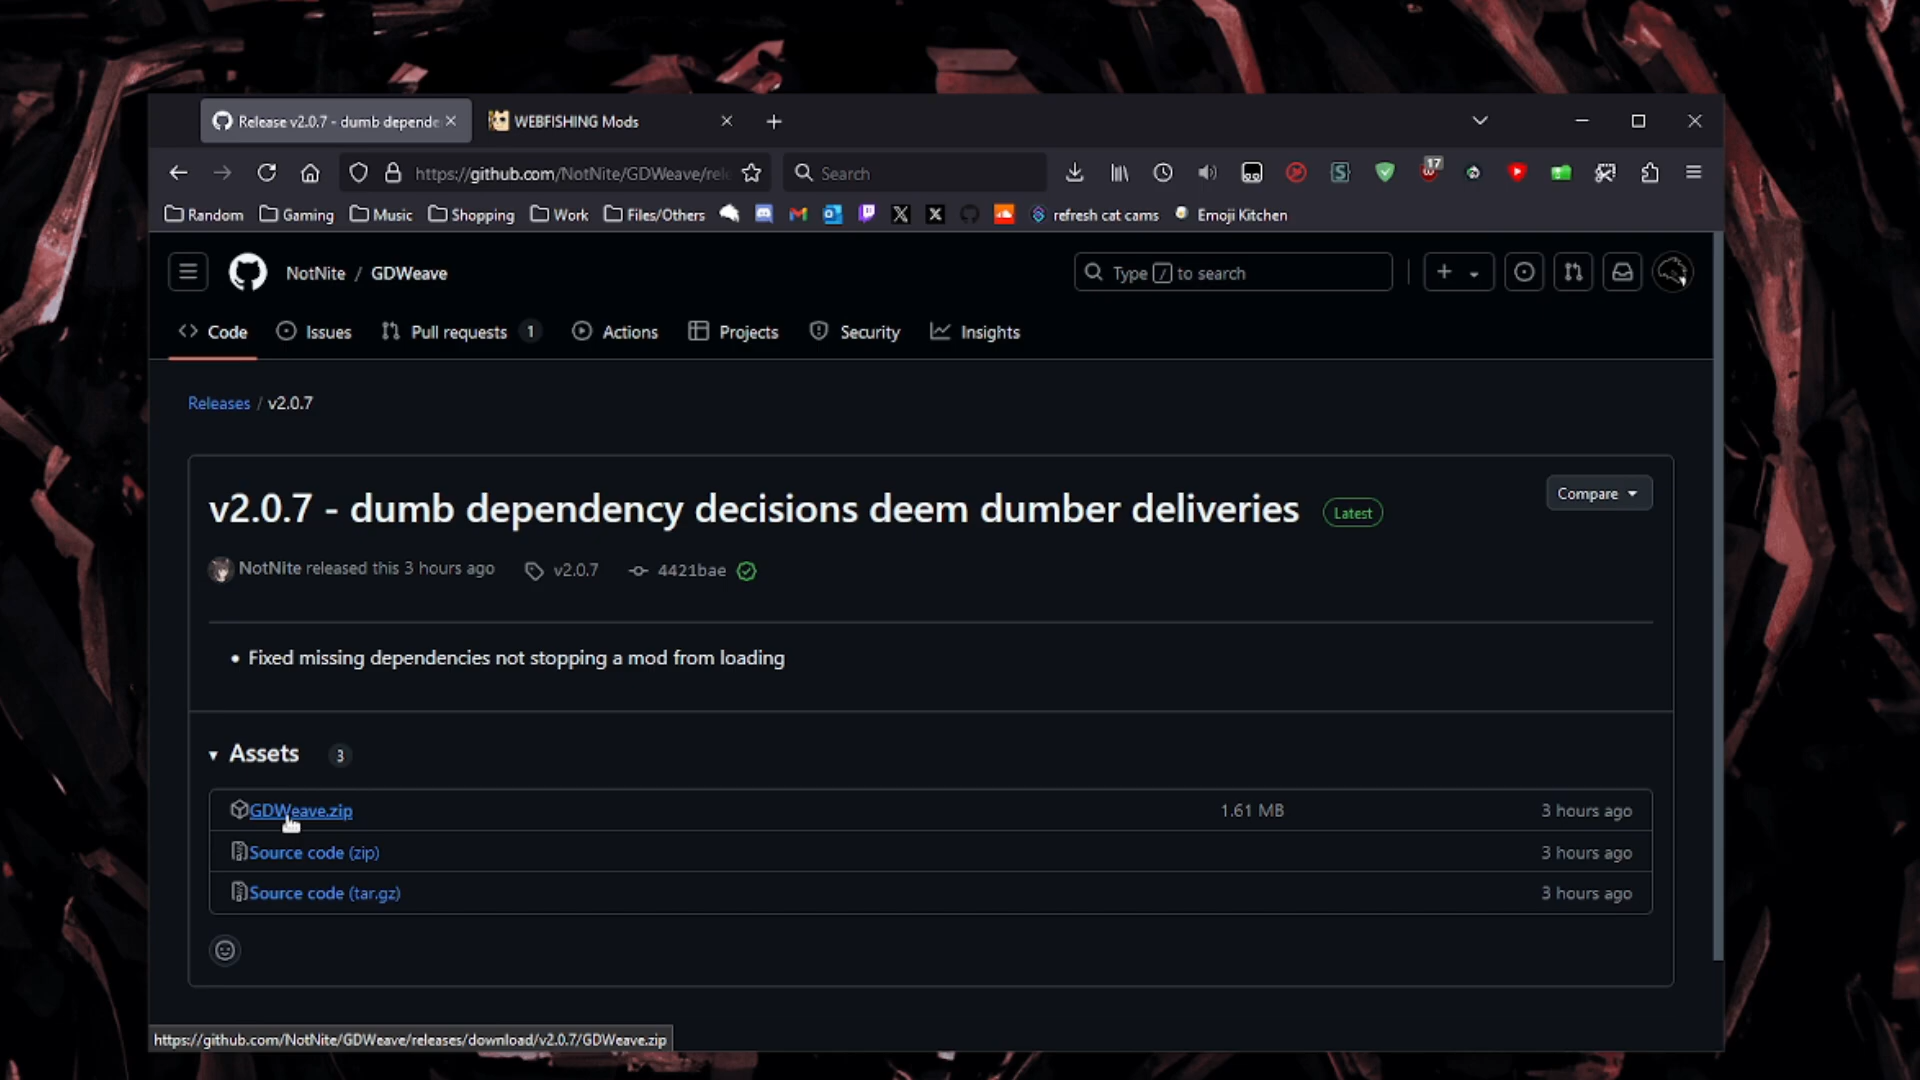 Release v2.0.7 - dumb depende
WEBFISHING Mods
https://github.com/NotNite/GDWeave/rel
Search
17
Random
Gaming
Music
Shopping
Work
Files/Others
refresh cat cams
Emoji Kitchen
NotNite / GDWeave
Type / to search
Code
Issues
Pull requests 1
Actions
Projects
Security
Insights
Releases / v2.0.7
v2.0.7 - dumb dependency decisions deem dumber deliveries
Latest
Compare
NotNite released this 3 hours ago
v2.0.7
4421bae
• Fixed missing dependencies not stopping a mod from loading
Assets 3
GDWeave.zip
1.61 MB
3 hours ago
Source code (zip)
3 hours ago
Source code (tar.gz)
3 hours ago
https://github.com/NotNite/GDWeave/releases/download/v2.0.7/GDWeave.zip